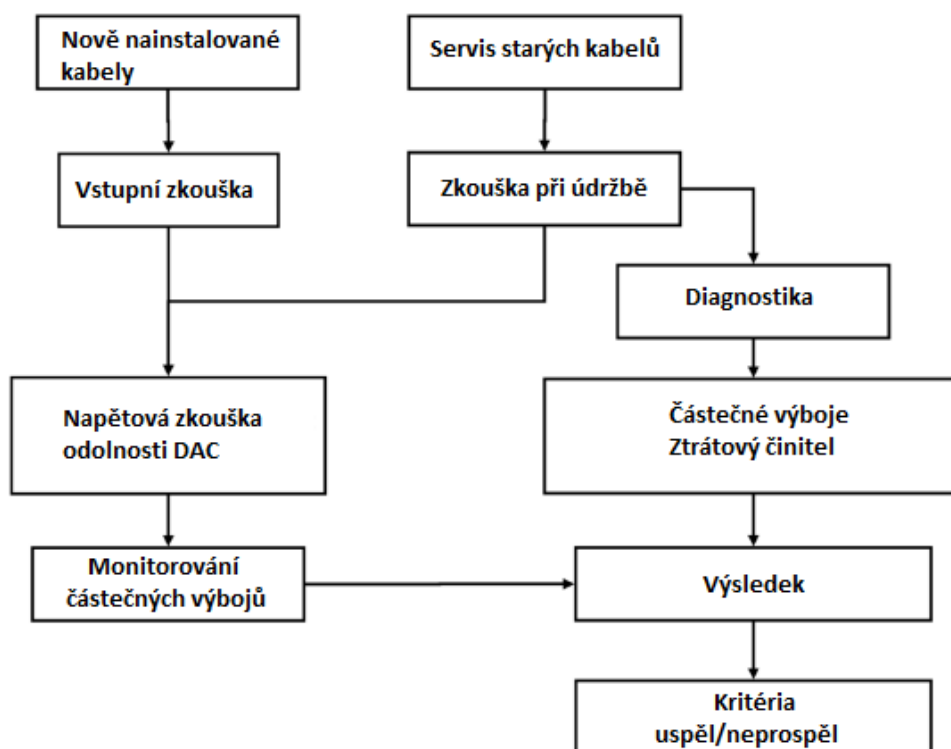 Nově nainstalované
kabely
Servis starých kabelů
Vstupní zkouška
Zkouška při údržbě
Diagnostika
Napětová zkouška
odolnosti DAC
Částečné výboje
Ztrátový činitel
Monitorování
částečných výbojů
Výsledek
Kritéria
uspěl/neprospěl